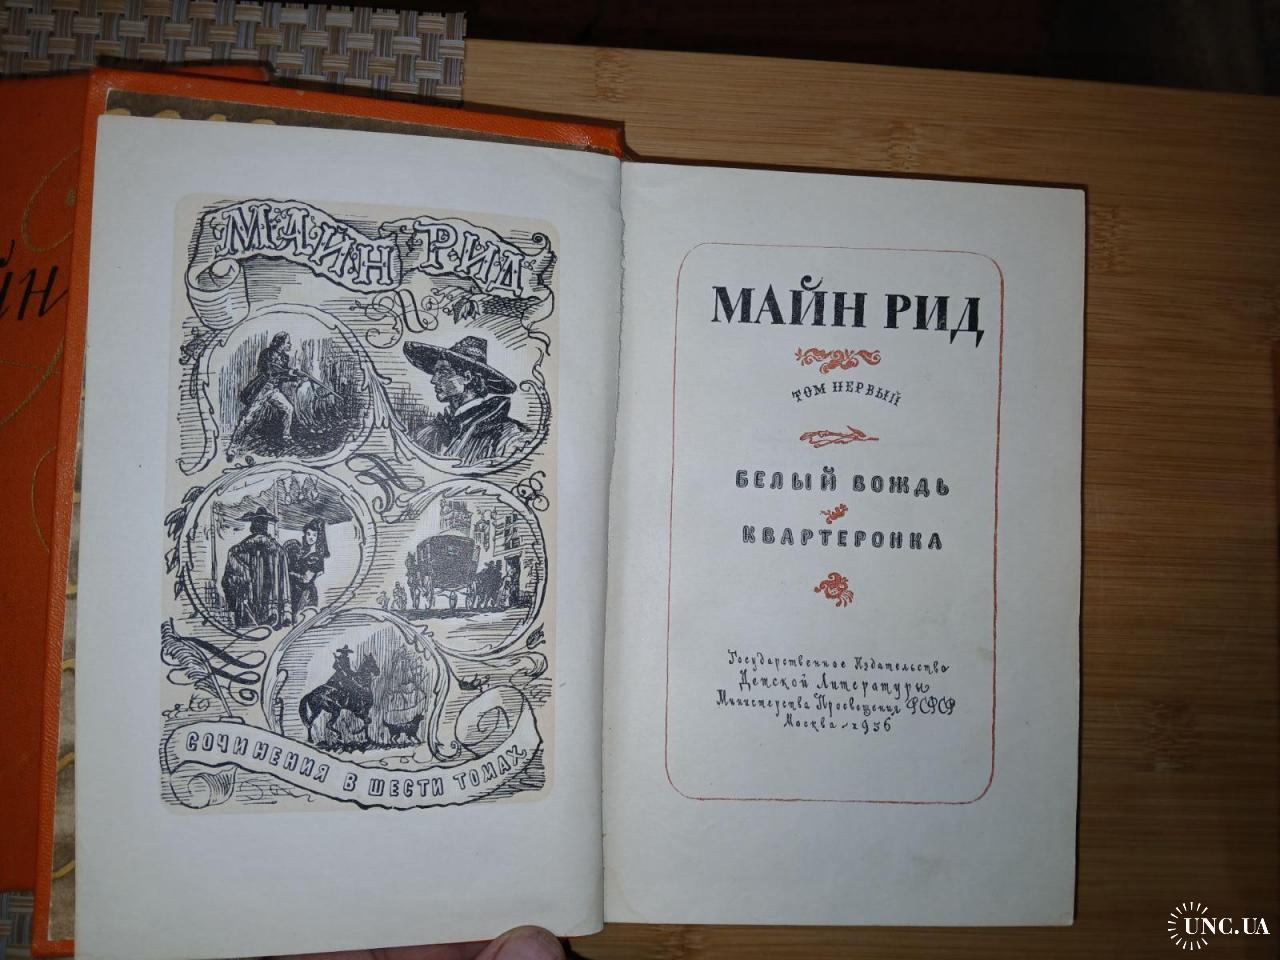 йн
МАЙН РИД
СОЧИНЕНИЯ В ШЕСТИ ТОМАХ
МАЙН РИД
ТОМ ПЕРВЫЙ
БЕЛЫЙ ВОЖДЬ
КВАРТЕРОНКА
Государственное Издательство
Детской Литературы
Министерства Просвещения РСФСР
Москва - 1956
UNC.UA